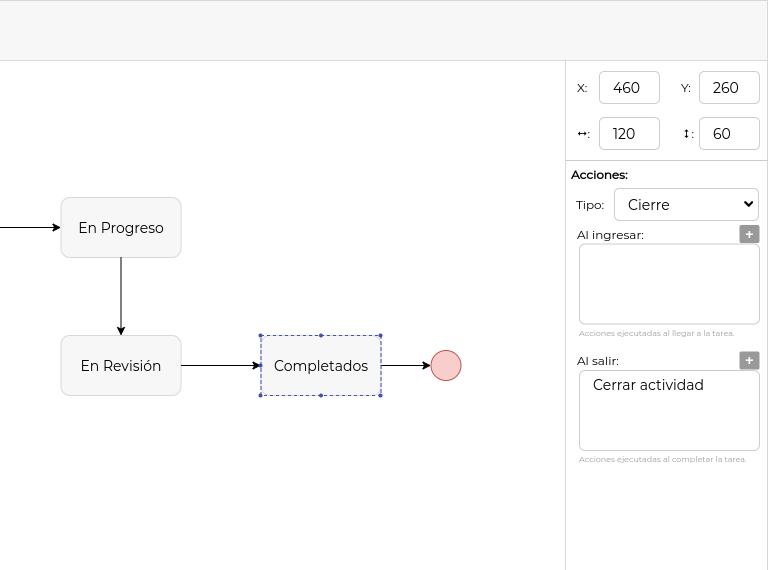 X: 460 Y: 260
↔: 120 ↕: 60
Acciones:
Tipo: Cierre
Al ingresar: +
Acciones ejecutadas al llegar a la tarea.
Al salir: +
Cerrar actividad
Acciones ejecutadas al completar la tarea.
En Progreso
En Revisión
Completados